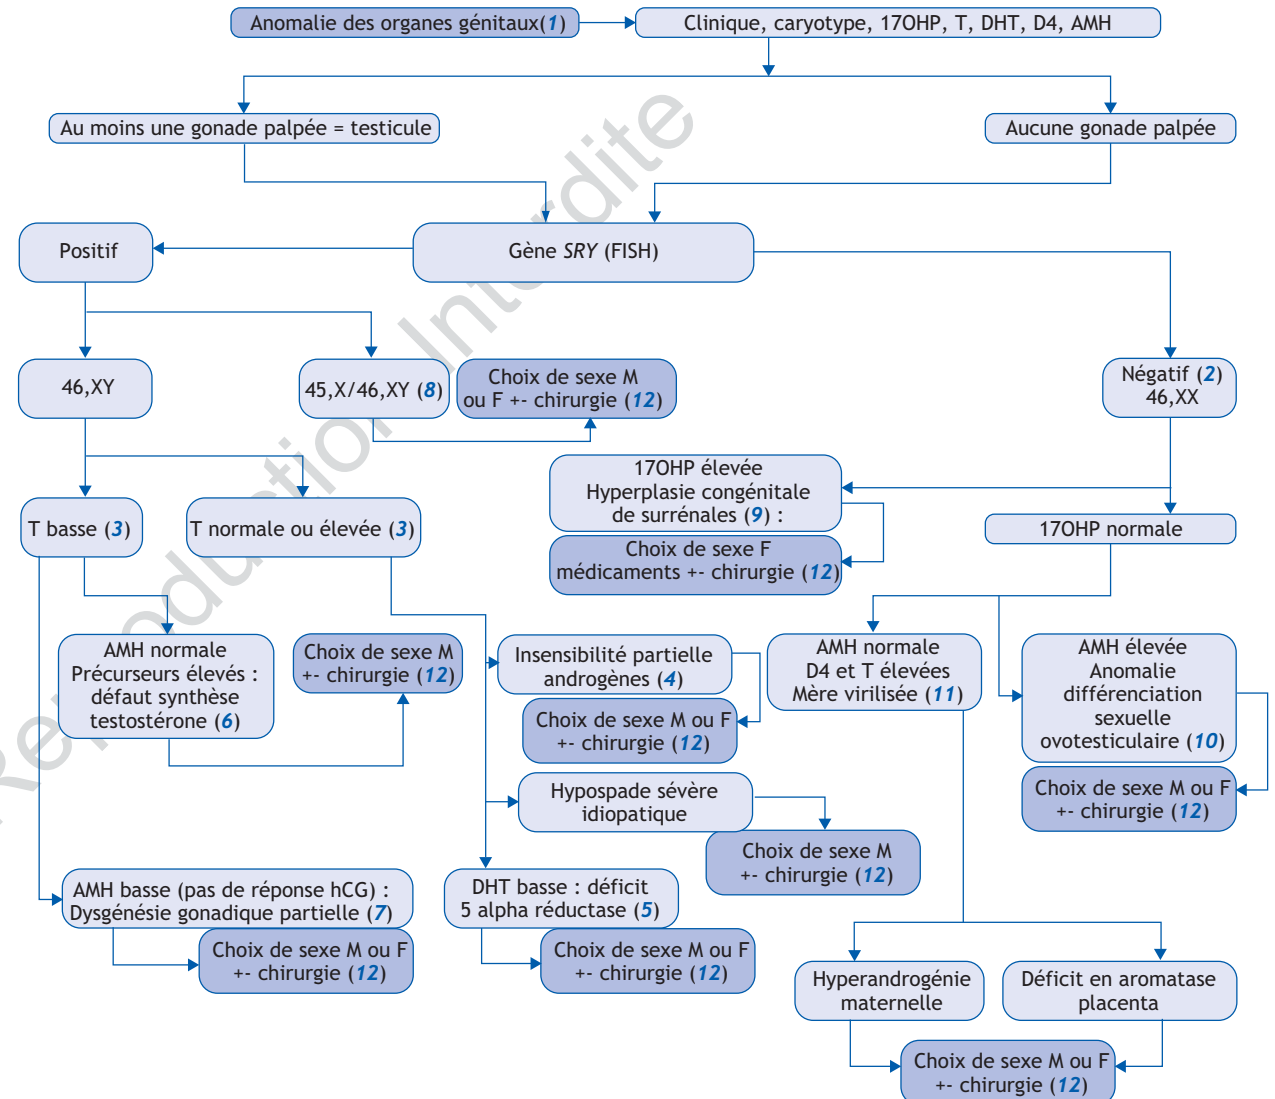 Anomalie des organes génitaux(1)
Clinique, caryotype, 17OHP, T, DHT, D4, AMH
Au moins une gonade palpée = testicule
Aucune gonade palpée
Positif
Gène SRY (FISH)
46,XY
45,X/46,XY (8)
Choix de sexe M
ou F +- chirurgie (12)
Négatif (2)
46,XX
17OHP élevée
Hyperplasie congénitale
de surrénales (9) :
Choix de sexe F
médicaments +- chirurgie (12)
17OHP normale
T basse (3)
T normale ou élevée (3)
AMH normale
Précurseurs élevés :
défaut synthèse
testostérone (6)
Choix de sexe M
+- chirurgie (12)
Insensibilité partielle
androgènes (4)
Choix de sexe M ou F
+- chirurgie (12)
AMH normale
D4 et T élevées
Mère virilisée (11)
AMH élevée
Anomalie
différenciation
sexuelle
ovotesticulaire (10)
Choix de sexe M ou F
+- chirurgie (12)
Hypospade sévère
idiopatique
Choix de sexe M
+- chirurgie (12)
AMH basse (pas de réponse hCG) :
Dysgénésie gonadique partielle (7)
Choix de sexe M ou F
+- chirurgie (12)
DHT basse : déficit
5 alpha réductase (5)
Choix de sexe M ou F
+- chirurgie (12)
Hyperandrogénie
maternelle
Déficit en aromatase
placenta
Choix de sexe M ou F
+- chirurgie (12)
Reproduction Interdite